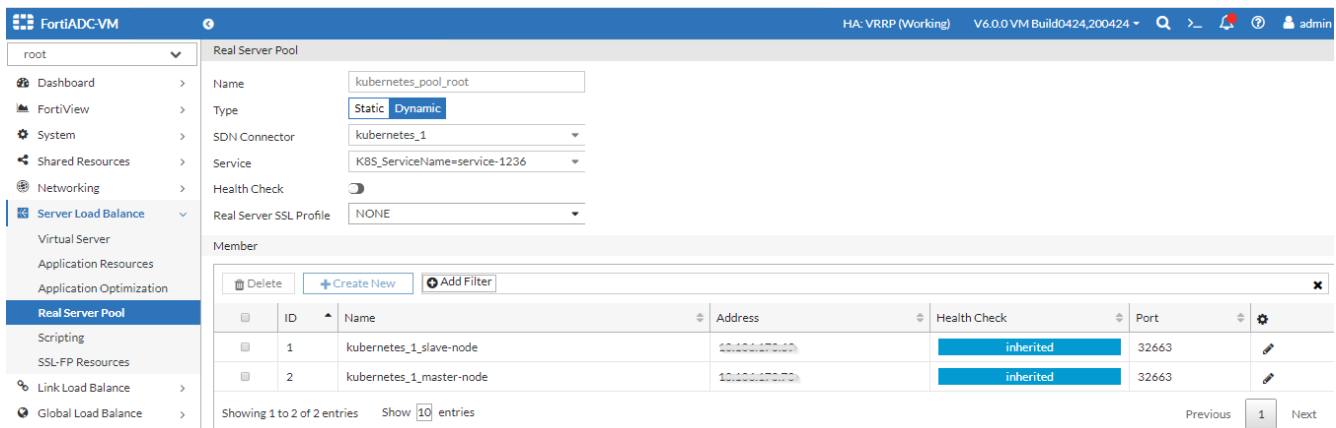 FortiADC-VM HA: VRRP (Working) V6.0.0 VM Build0424,200424 >_ admin
root
Real Server Pool
Dashboard
FortiView
System
Shared Resources
Networking
Server Load Balance
Virtual Server
Application Resources
Application Optimization
Real Server Pool
Scripting
SSL-FP Resources
Link Load Balance
Global Load Balance
Name kubernetes_pool_root
Type Static Dynamic
SDN Connector kubernetes_1
Service K8S_ServiceName=service-1236
Health Check
Real Server SSL Profile NONE
Member
Delete +Create New Add Filter
ID Name Address Health Check Port
1 kubernetes_1_slave-node inherited 32663
2 kubernetes_1_master-node inherited 32663
Showing 1 to 2 of 2 entries Show 10 entries Previous 1 Next